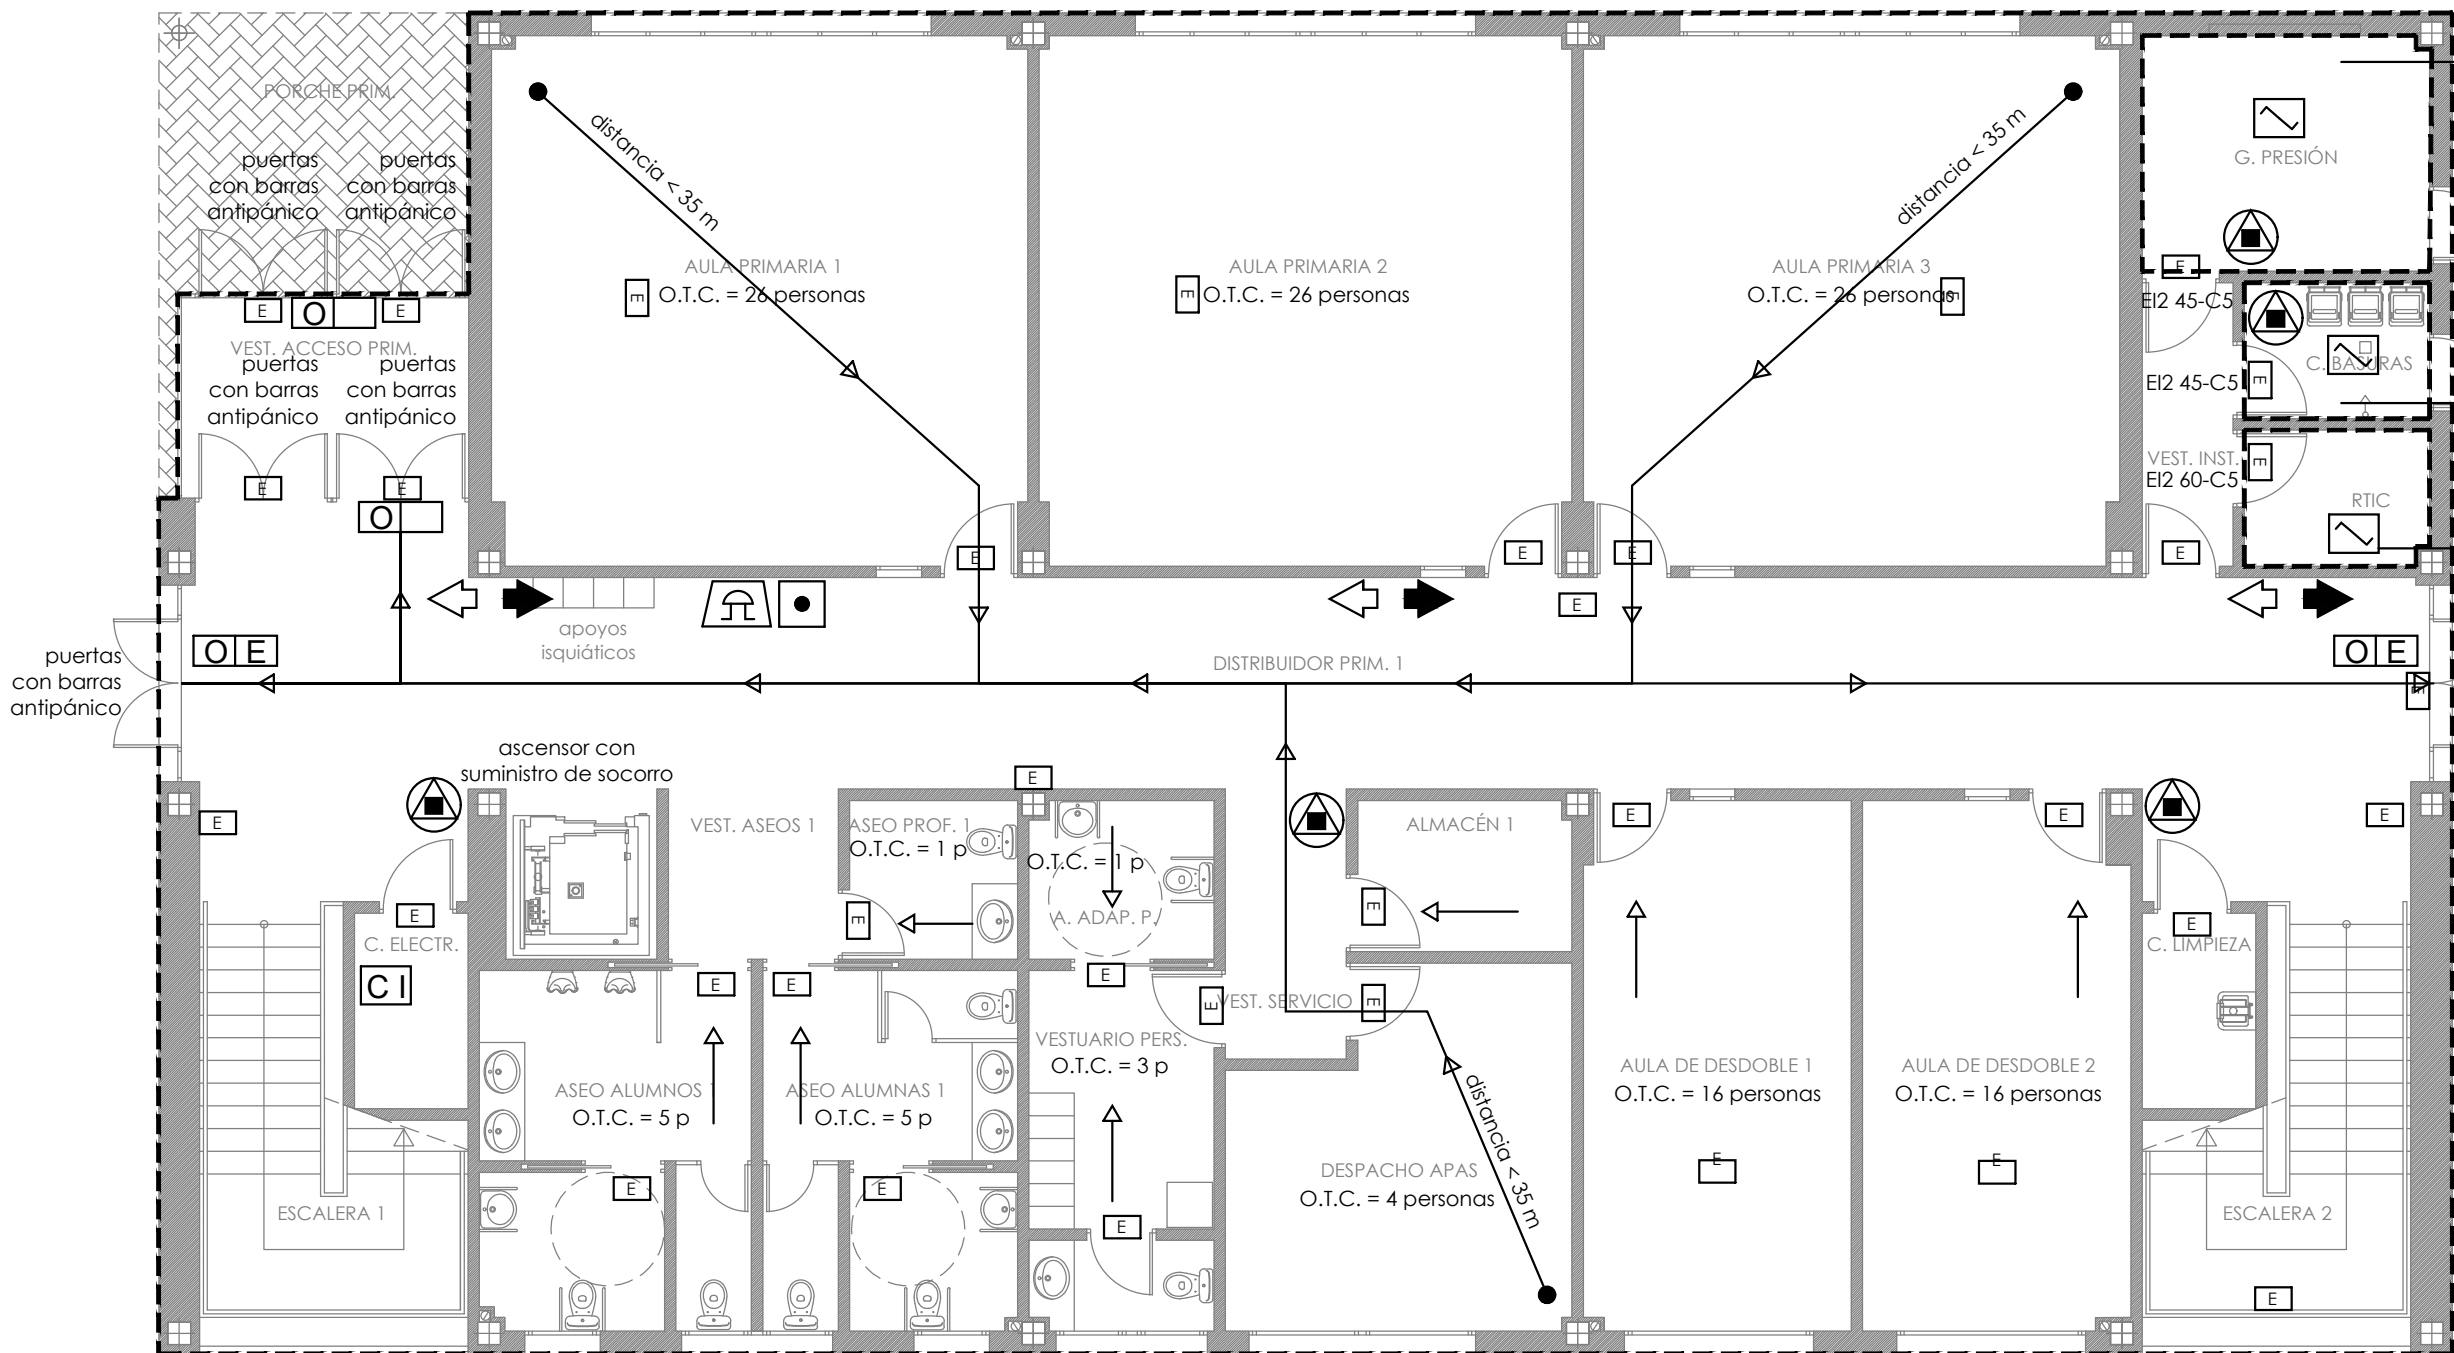 PORCHE PRIM.
puertas
con barras
antipánico
puertas
con barras
antipánico
E
O
E
VEST. ACCESO PRIM.
puertas
con barras
antipánico
puertas
con barras
antipánico
E
E
O
distancia < 35 m
AULA PRIMARIA 1
E
O.T.C. = 26 personas
E
AULA PRIMARIA 2
E
O.T.C. = 26 personas
E
distancia < 35 m
AULA PRIMARIA 3
O.T.C. = 26 personas
E
E
G. PRESIÓN
E
EI2 45-C5
C. BASURAS
EI2 45-C5
E
VEST. INST.
EI2 60-C5
E
RTIC
E
puertas
con barras
antipánico
O E
apoyos
isquiáticos
E
DISTRIBUIDOR PRIM. 1
O E
E
ascensor con
suministro de socorro
E
E
C. ELECTR.
C I
ESCALERA 1
VEST. ASEOS 1
ASEO PROF. 1
O.T.C. = 1 p
E
E
O.T.C. = 1 p
A. ADAP. P.
E
E
E
ASEO ALUMNOS 1
O.T.C. = 5 p
E
ASEO ALUMNAS 1
O.T.C. = 5 p
E
E
VEST. SERVICIO
E
VESTUARIO PERS.
O.T.C. = 3 p
E
ALMACÉN 1
E
DESPACHO APAS
O.T.C. = 4 personas
distancia < 35 m
E
AULA DE DESDOBLE 1
O.T.C. = 16 personas
E
E
AULA DE DESDOBLE 2
O.T.C. = 16 personas
E
E
E
C. LIMPIEZA
ESCALERA 2
E